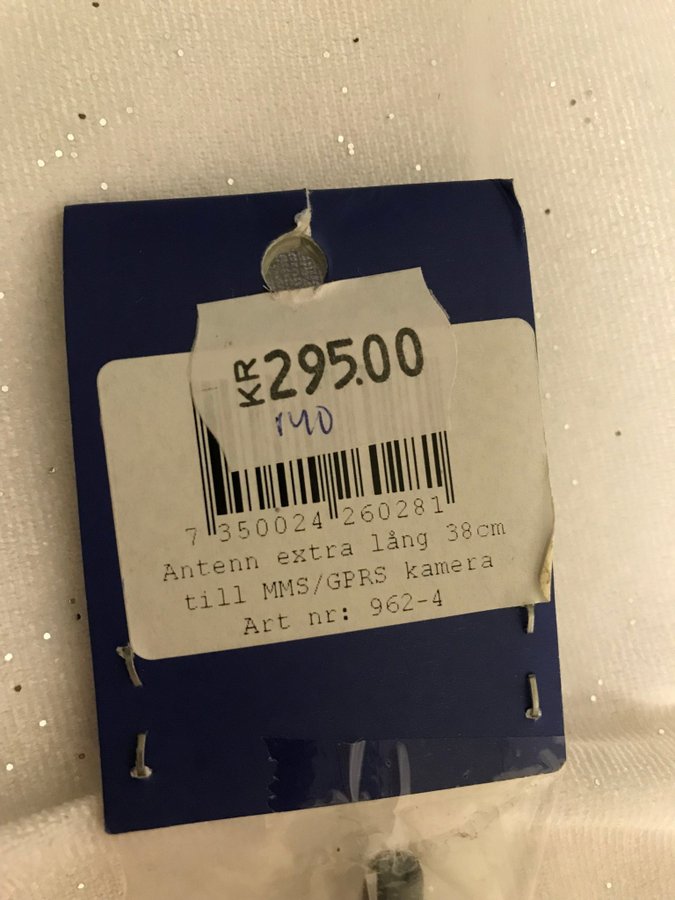 KR 295.00
140
7 350024 260281
Antenn extra lång 38cm
till MMS/GPRS kamera
Art nr: 962-4